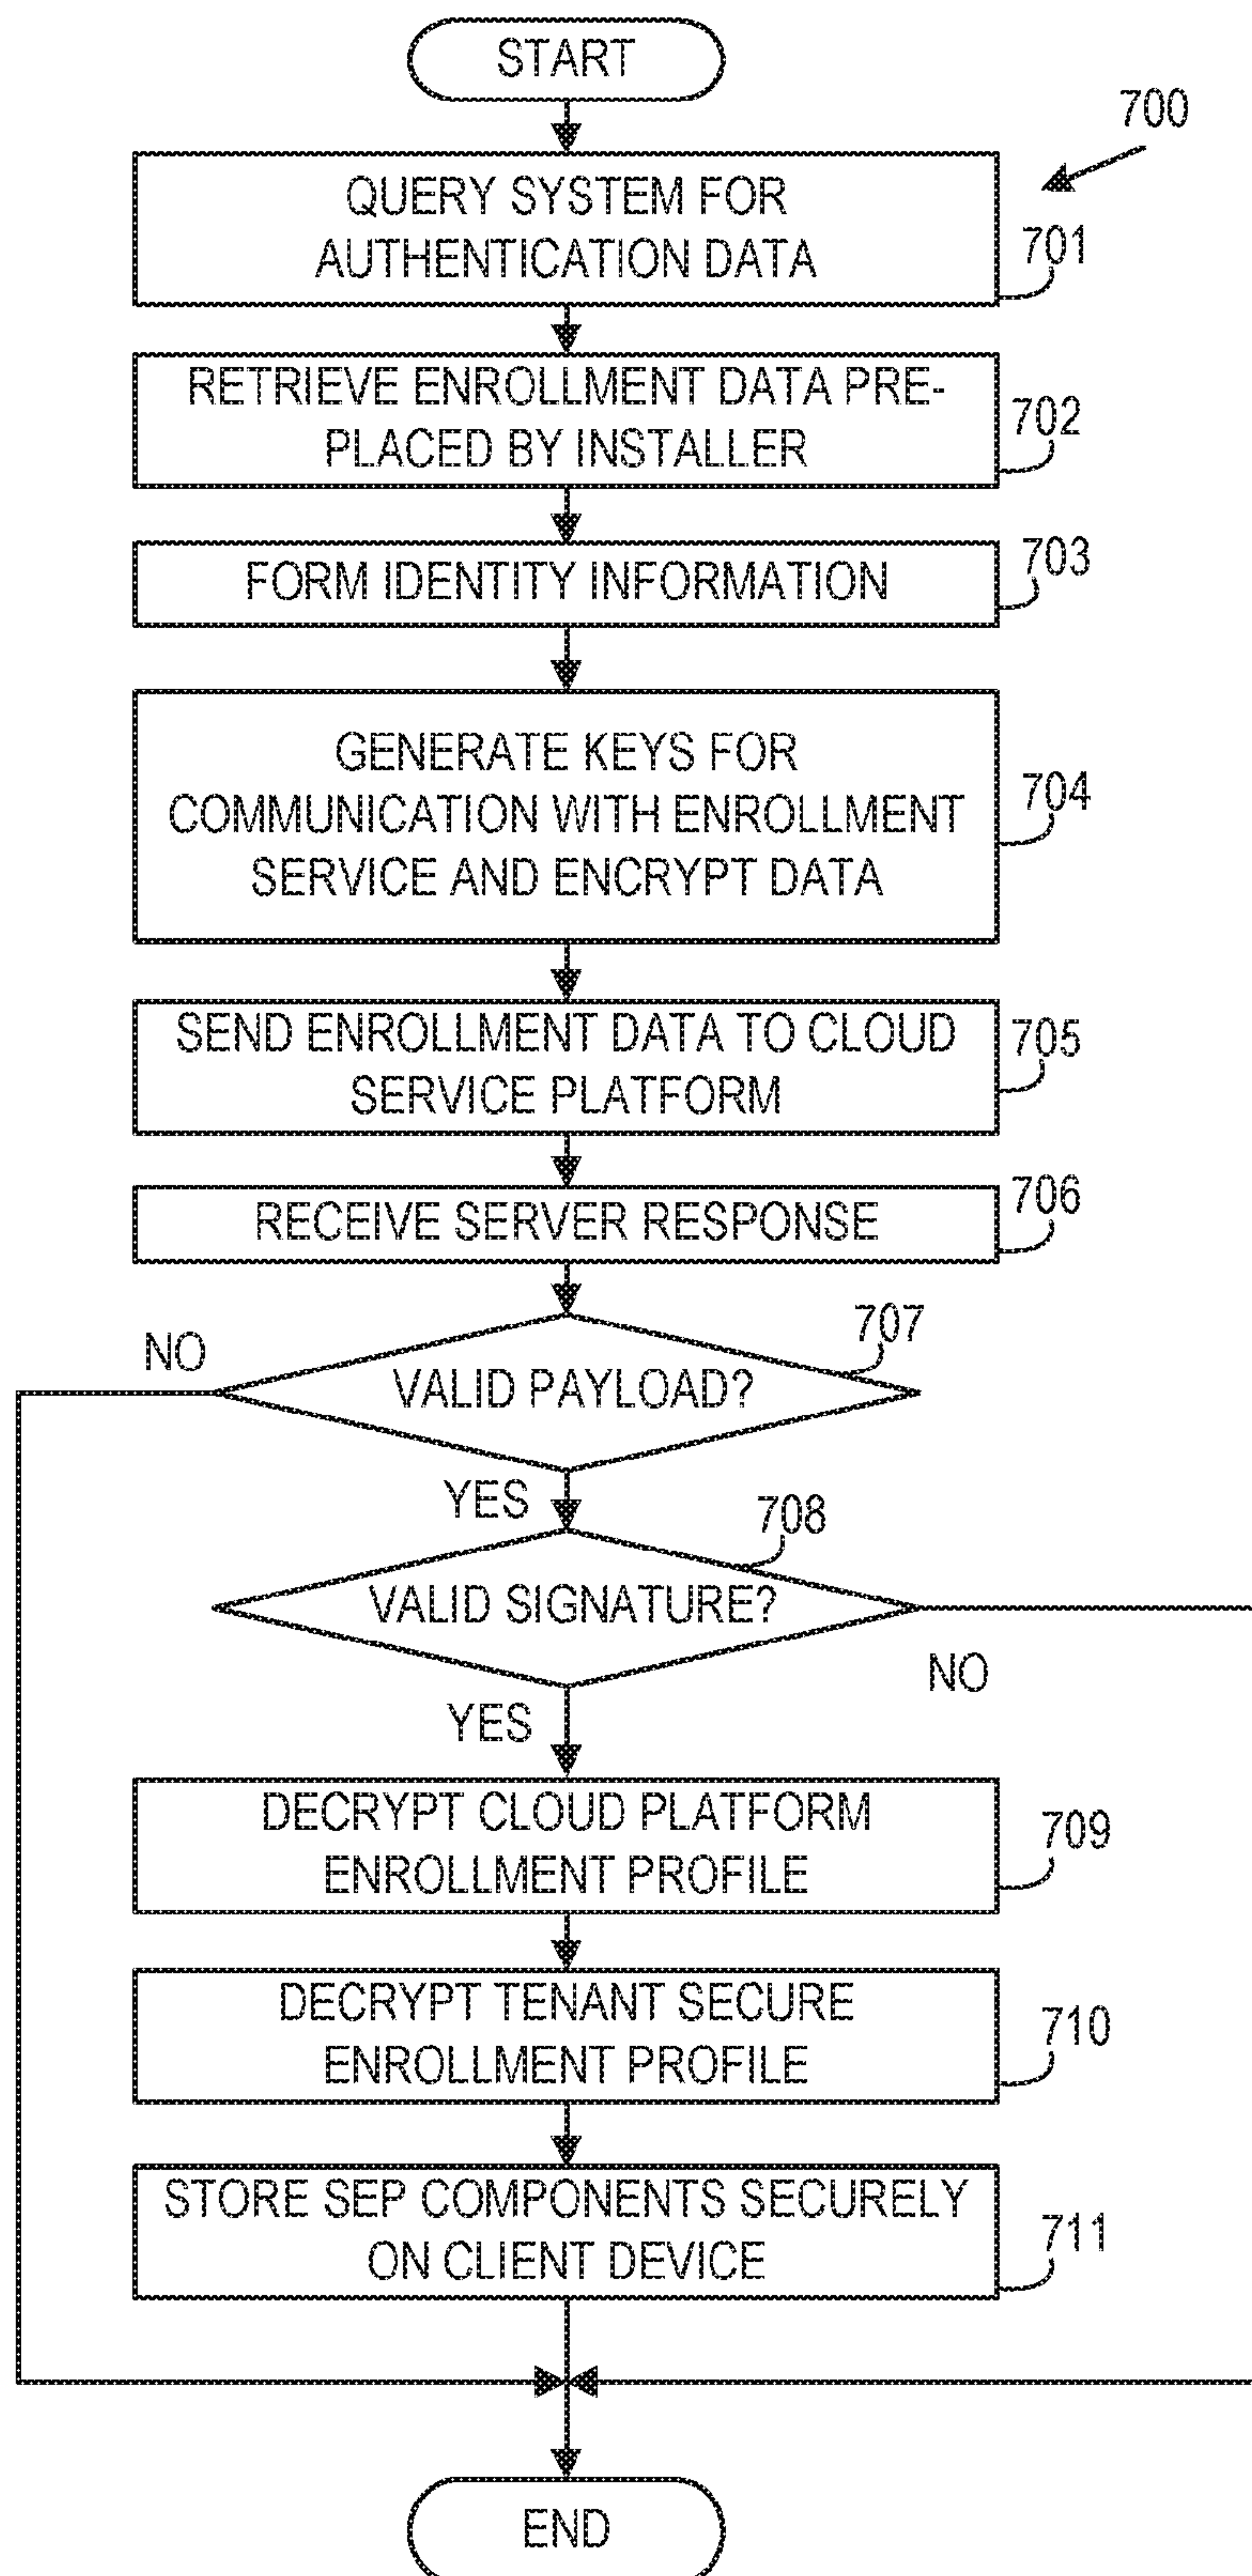 START
700
QUERY SYSTEM FOR
AUTHENTICATION DATA
701
RETRIEVE ENROLLMENT DATA PRE-
PLACED BY INSTALLER
702
FORM IDENTITY INFORMATION
703
GENERATE KEYS FOR
COMMUNICATION WITH ENROLLMENT
SERVICE AND ENCRYPT DATA
704
SEND ENROLLMENT DATA TO CLOUD
SERVICE PLATFORM
705
RECEIVE SERVER RESPONSE
706
707
NO
VALID PAYLOAD?
YES
708
VALID SIGNATURE?
NO
YES
DECRYPT CLOUD PLATFORM
ENROLLMENT PROFILE
709
DECRYPT TENANT SECURE
ENROLLMENT PROFILE
710
STORE SEP COMPONENTS SECURELY
ON CLIENT DEVICE
711
END